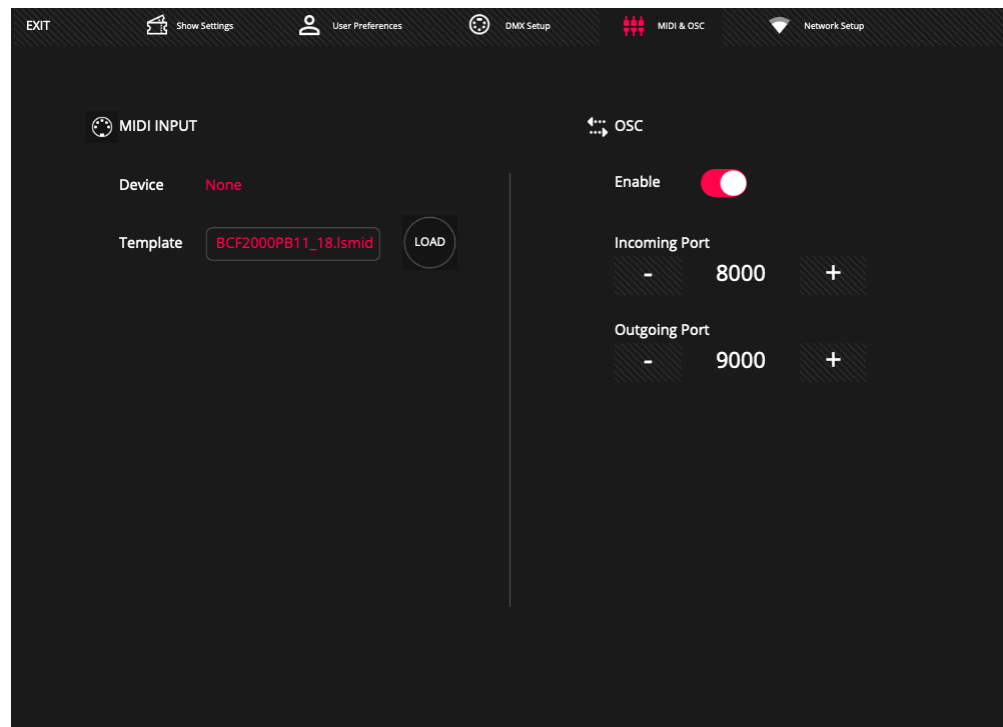 EXIT
Show Settings
User Preferences
DMX Setup
MIDI & OSC
Network Setup
MIDI INPUT
Device None
Template BCF2000PB11_18.lsmid LOAD
OSC
Enable
Incoming Port
- 8000 +
Outgoing Port
- 9000 +